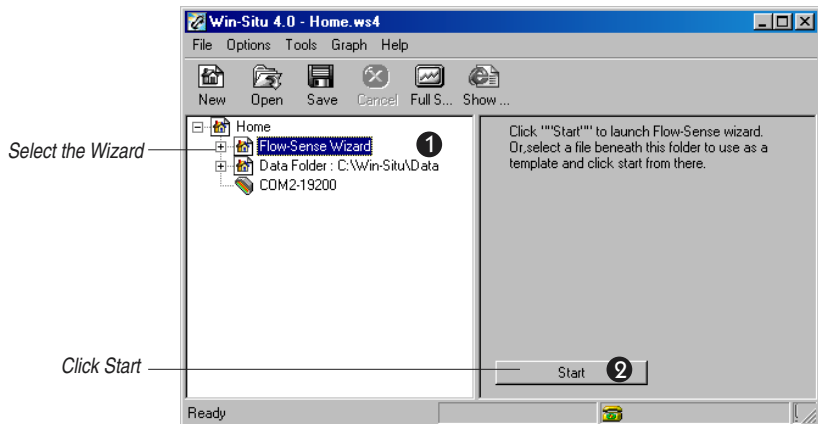 Win-Situ 4.0 - Home.ws4
File Options Tools Graph Help
New Open Save Cancel Full S... Show ...
Home
Select the Wizard
Flow-Sense Wizard
1
Data Folder : C:\Win-Situ\Data
COM2-19200
Click '"'Start'"' to launch Flow-Sense wizard.
Or,select a file beneath this folder to use as a
template and click start from there.
Click Start
Start
2
Ready